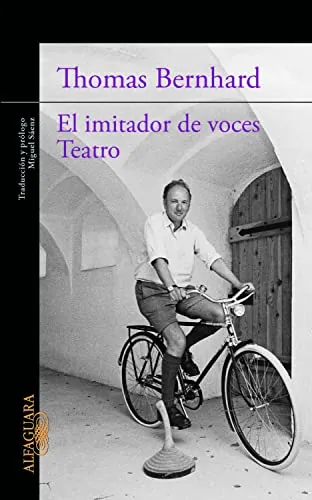 Thomas Bernhard
El imitador de voces
Teatro
Traducción y prólogo
Miguel Sáenz
ALFAGUARA